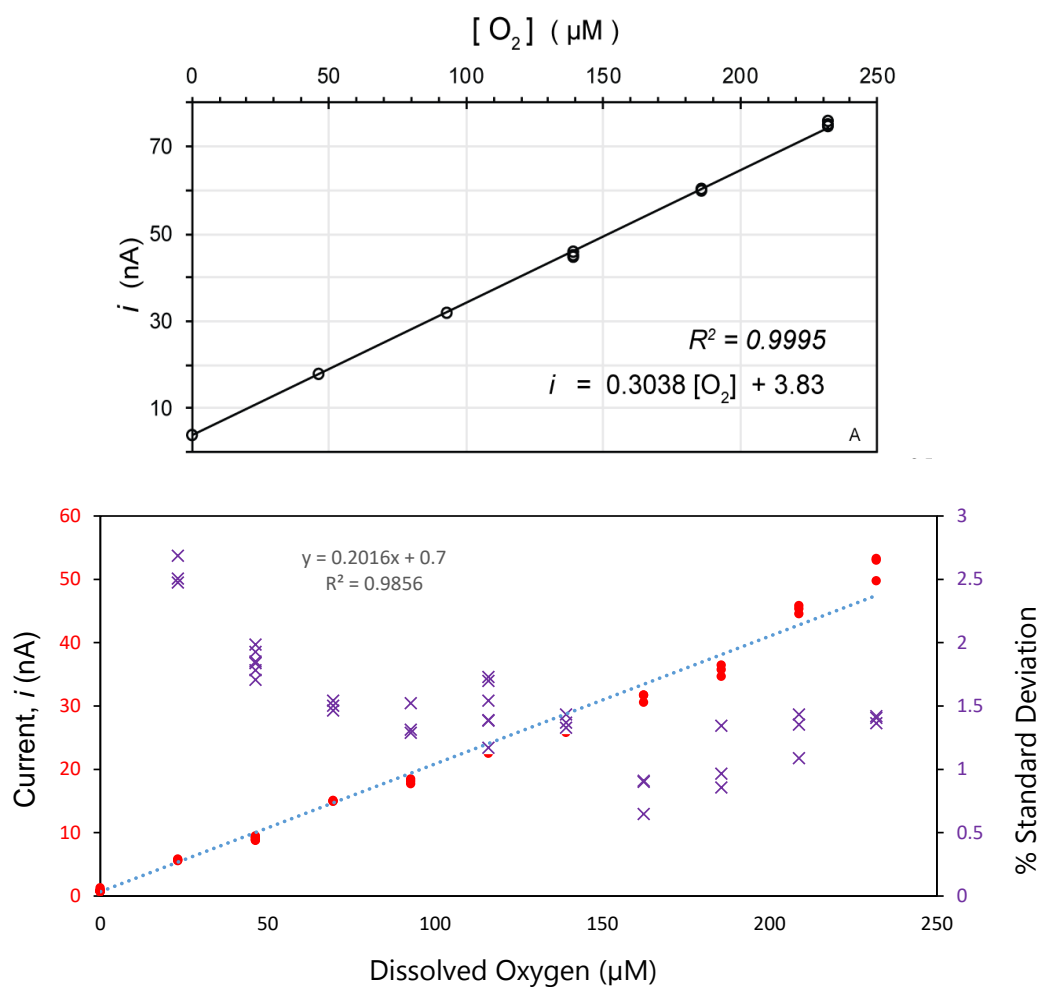 [ O₂ ] ( µM )
0 50 100 150 200 250
70
50
30
10
i (nA)
R² = 0.9995
i = 0.3038 [O₂] + 3.83
A
60 3
50 2.5
40 2
30 1.5
20 1
10 0.5
0 0
y = 0.2016x + 0.7
R² = 0.9856
Current, i (nA)
% Standard Deviation
0 50 100 150 200 250
Dissolved Oxygen (µM)